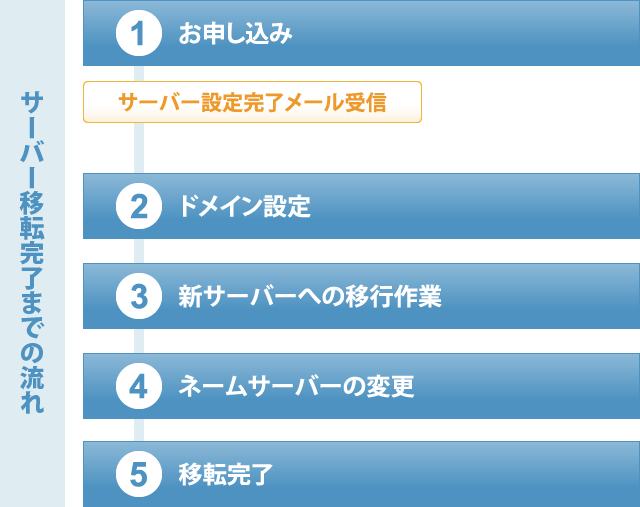 サーバー移転完了までの流れ
1 お申し込み
サーバー設定完了メール受信
2 ドメイン設定
3 新サーバーへの移行作業
4 ネームサーバーの変更
5 移転完了